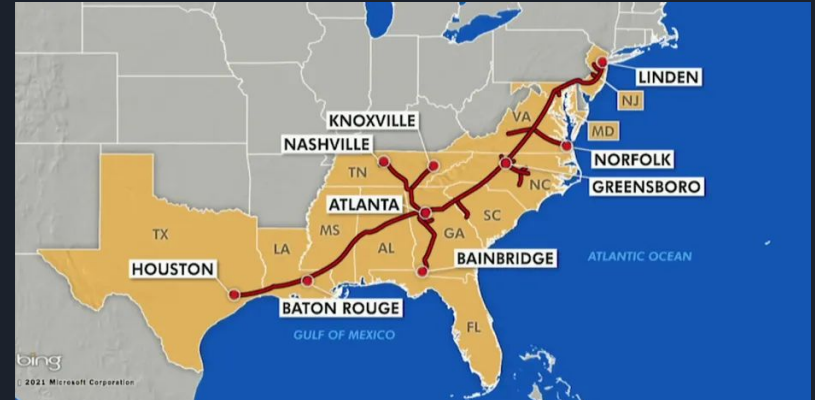 LINDEN
NJ
KNOXVILLE
VA
MD
NASHVILLE
NORFOLK
TN
GREENSBORO
NC
ATLANTA
SC
TX
MS
GA
LA
AL
BAINBRIDGE
ATLANTIC OCEAN
HOUSTON
BATON ROUGE
FL
GULF OF MEXICO
bing
2021 Microsoft Corporation